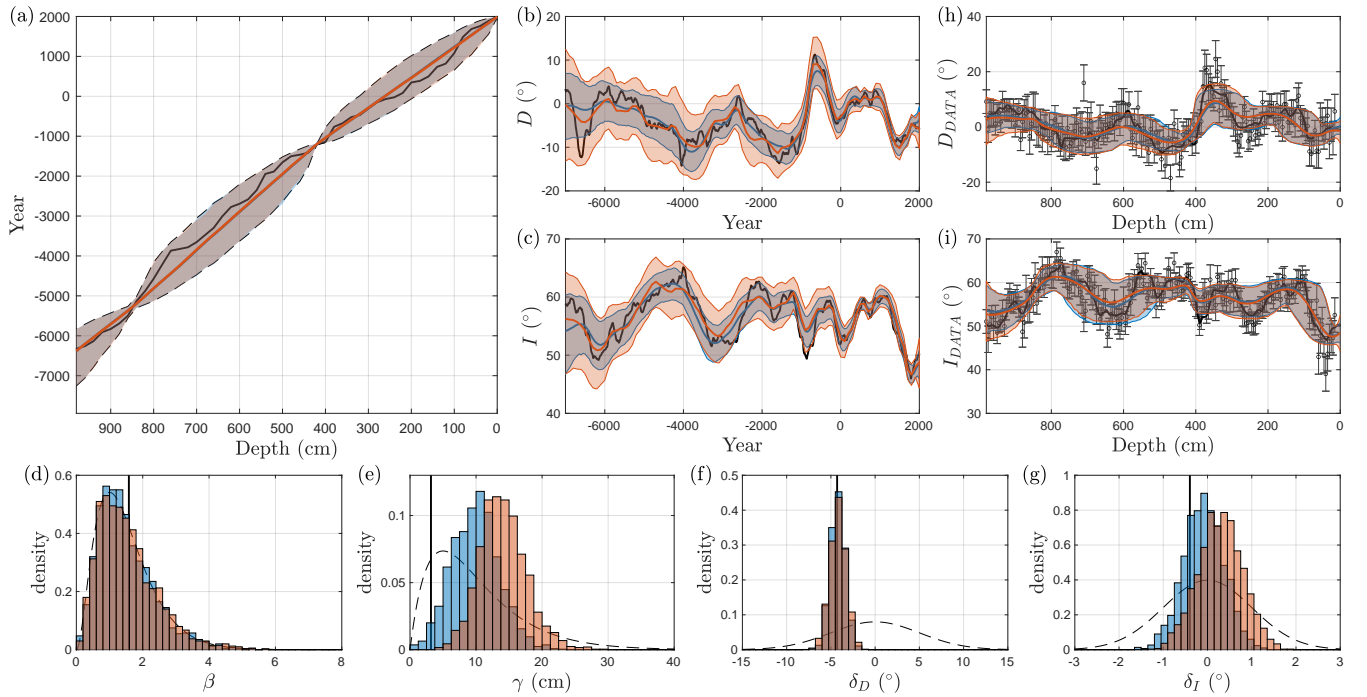 (a)
2000
1000
0
-1000
-2000
-3000
-4000
-5000
-6000
-7000
Year
900 800 700 600 500 400 300 200 100 0
Depth (cm)
(b)
20
10
0
-10
-20
D (°)
-6000 -4000 -2000 0 2000
Year
(c)
70
60
50
40
I (°)
-6000 -4000 -2000 0 2000
Year
(h)
40
20
0
-20
D_DATA (°)
800 600 400 200 0
Depth (cm)
(i)
70
60
50
40
30
I_DATA (°)
800 600 400 200 0
Depth (cm)
(d)
0.6
0.4
0.2
0
density
0 2 4 6 8
β
(e)
0.1
0.05
0
density
0 10 20 30 40
γ (cm)
(f)
0.5
0.4
0.3
0.2
0.1
0
density
-15 -10 -5 0 5 10 15
δ_D (°)
(g)
1
0.8
0.6
0.4
0.2
0
density
-3 -2 -1 0 1 2 3
δ_I (°)